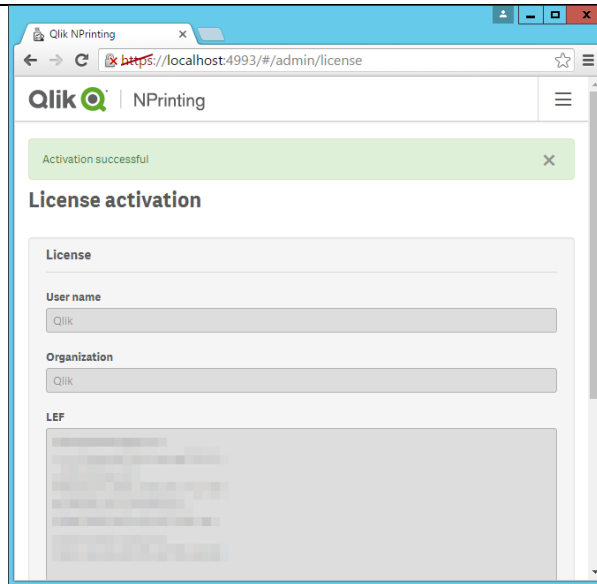 Qlik NPrinting
https://localhost:4993/#/admin/license
Qlik NPrinting
Activation successful
License activation
License
User name
Qlik
Organization
Qlik
LEF